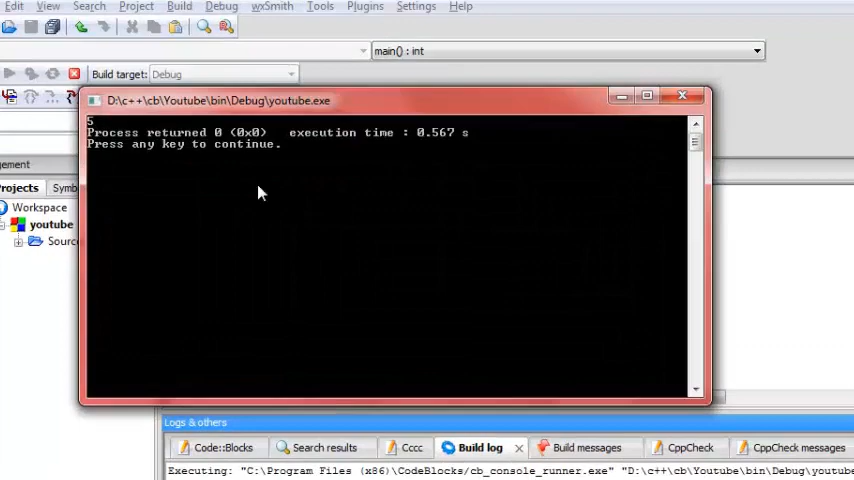 Edit View Search Project Build Debug wxSmith Tools Plugins Settings Help
main() : int
Build target: Debug
D:\c++\cb\Youtube\bin\Debug\youtube.exe
5
Process returned 0 (0x0)   execution time : 0.567 s
Press any key to continue.
gement
Projects Symb
Workspace
youtube
Sourc
Logs & others
Code::Blocks Search results Cccc Build log Build messages CppCheck CppCheck messages
Executing: "C:\Program Files (x86)\CodeBlocks/cb_console_runner.exe" "D:\c++\cb\Youtube\bin\Debug\youtube